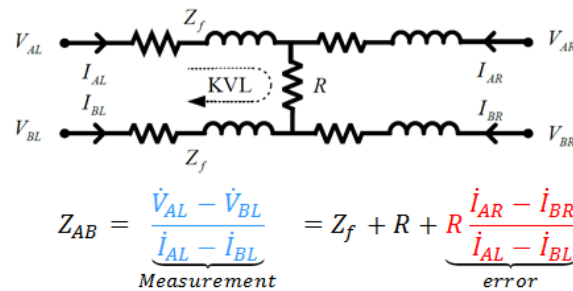 Z_f
V_AL
V_AR
I_AL
KVL
R
I_AR
I_BL
I_BR
V_BL
V_BR
Z_f
Z_AB = (V̇_AL − V̇_BL)/(İ_AL − İ_BL) = Z_f + R + R (İ_AR − İ_BR)/(İ_AL − İ_BL)
Measurement error